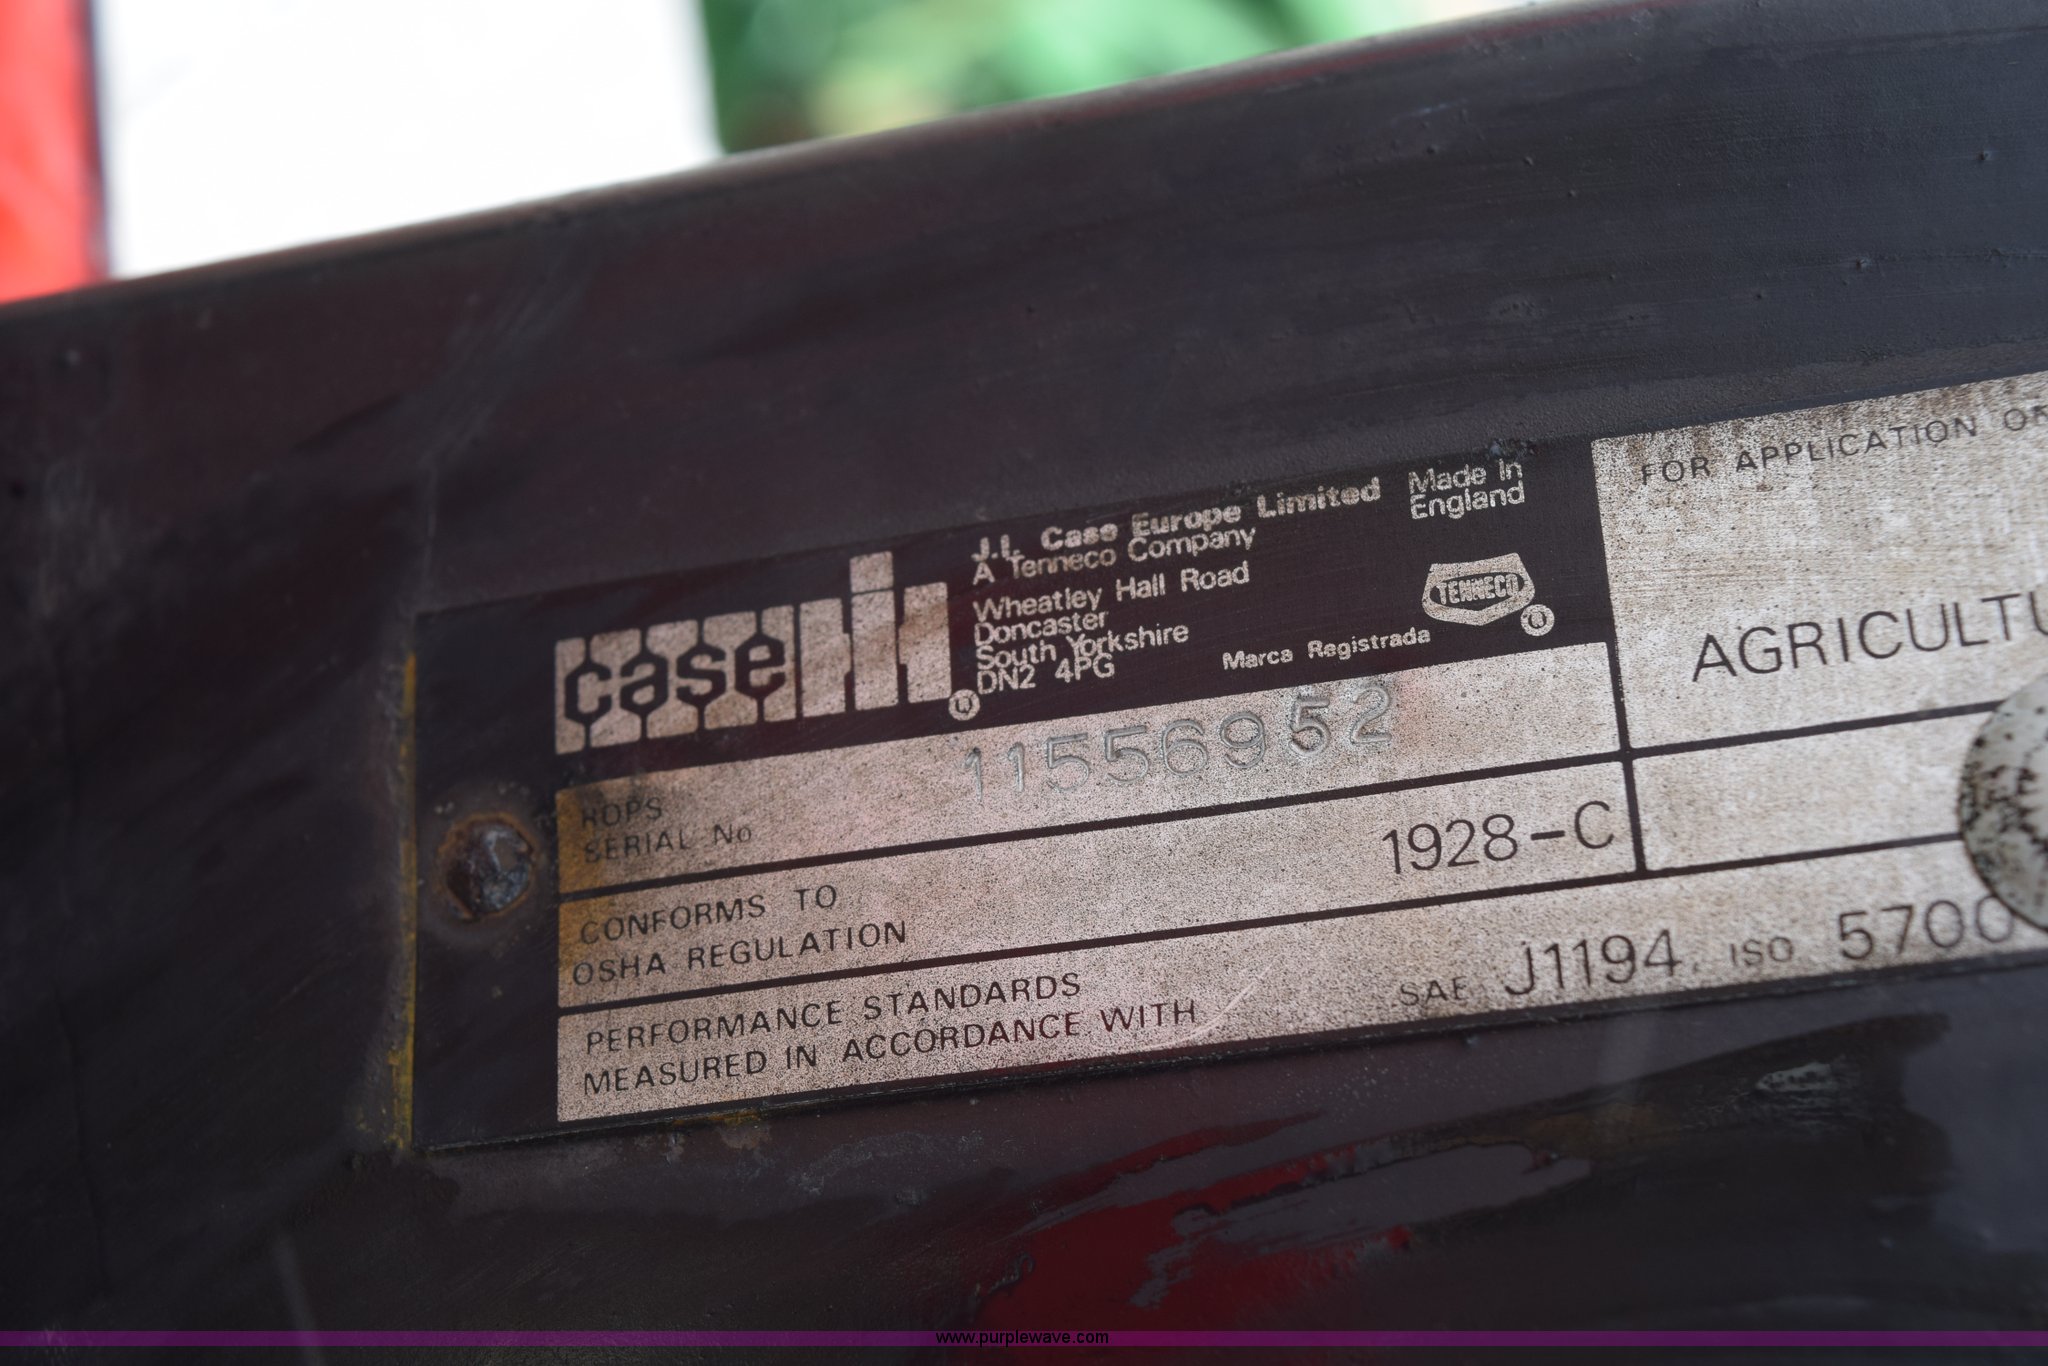 case IH
J.I. Case Europe Limited
A Tenneco Company
Wheatley Hall Road
Doncaster
South Yorkshire
DN2 4PG
Made In
England
TENNECO
Marca Registrada
ROPS
SERIAL No 11556952
CONFORMS TO
OSHA REGULATION 1928-C
PERFORMANCE STANDARDS
MEASURED IN ACCORDANCE WITH SAE J1194, ISO 5700
FOR APPLICATION
AGRICULTU
www.purplewave.com